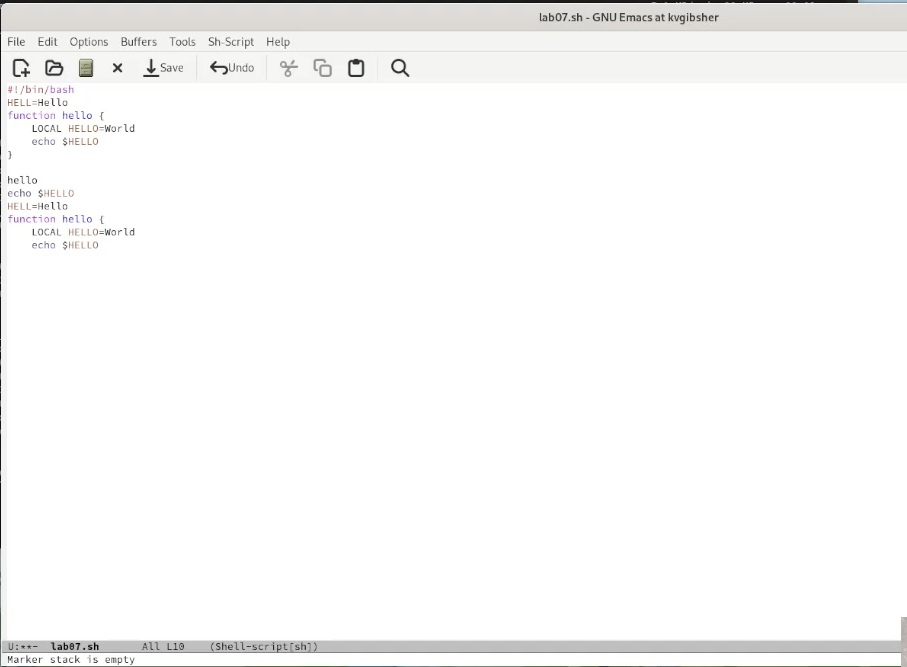 lab07.sh - GNU Emacs at kvgibsher
File Edit Options Buffers Tools Sh-Script Help
Save Undo
#!/bin/bash
HELL=Hello
function hello {
    LOCAL HELLO=World
    echo $HELLO
}
hello
echo $HELLO
HELL=Hello
function hello {
    LOCAL HELLO=World
    echo $HELLO
U:**- lab07.sh All L10 (Shell-script[sh])
Marker stack is empty